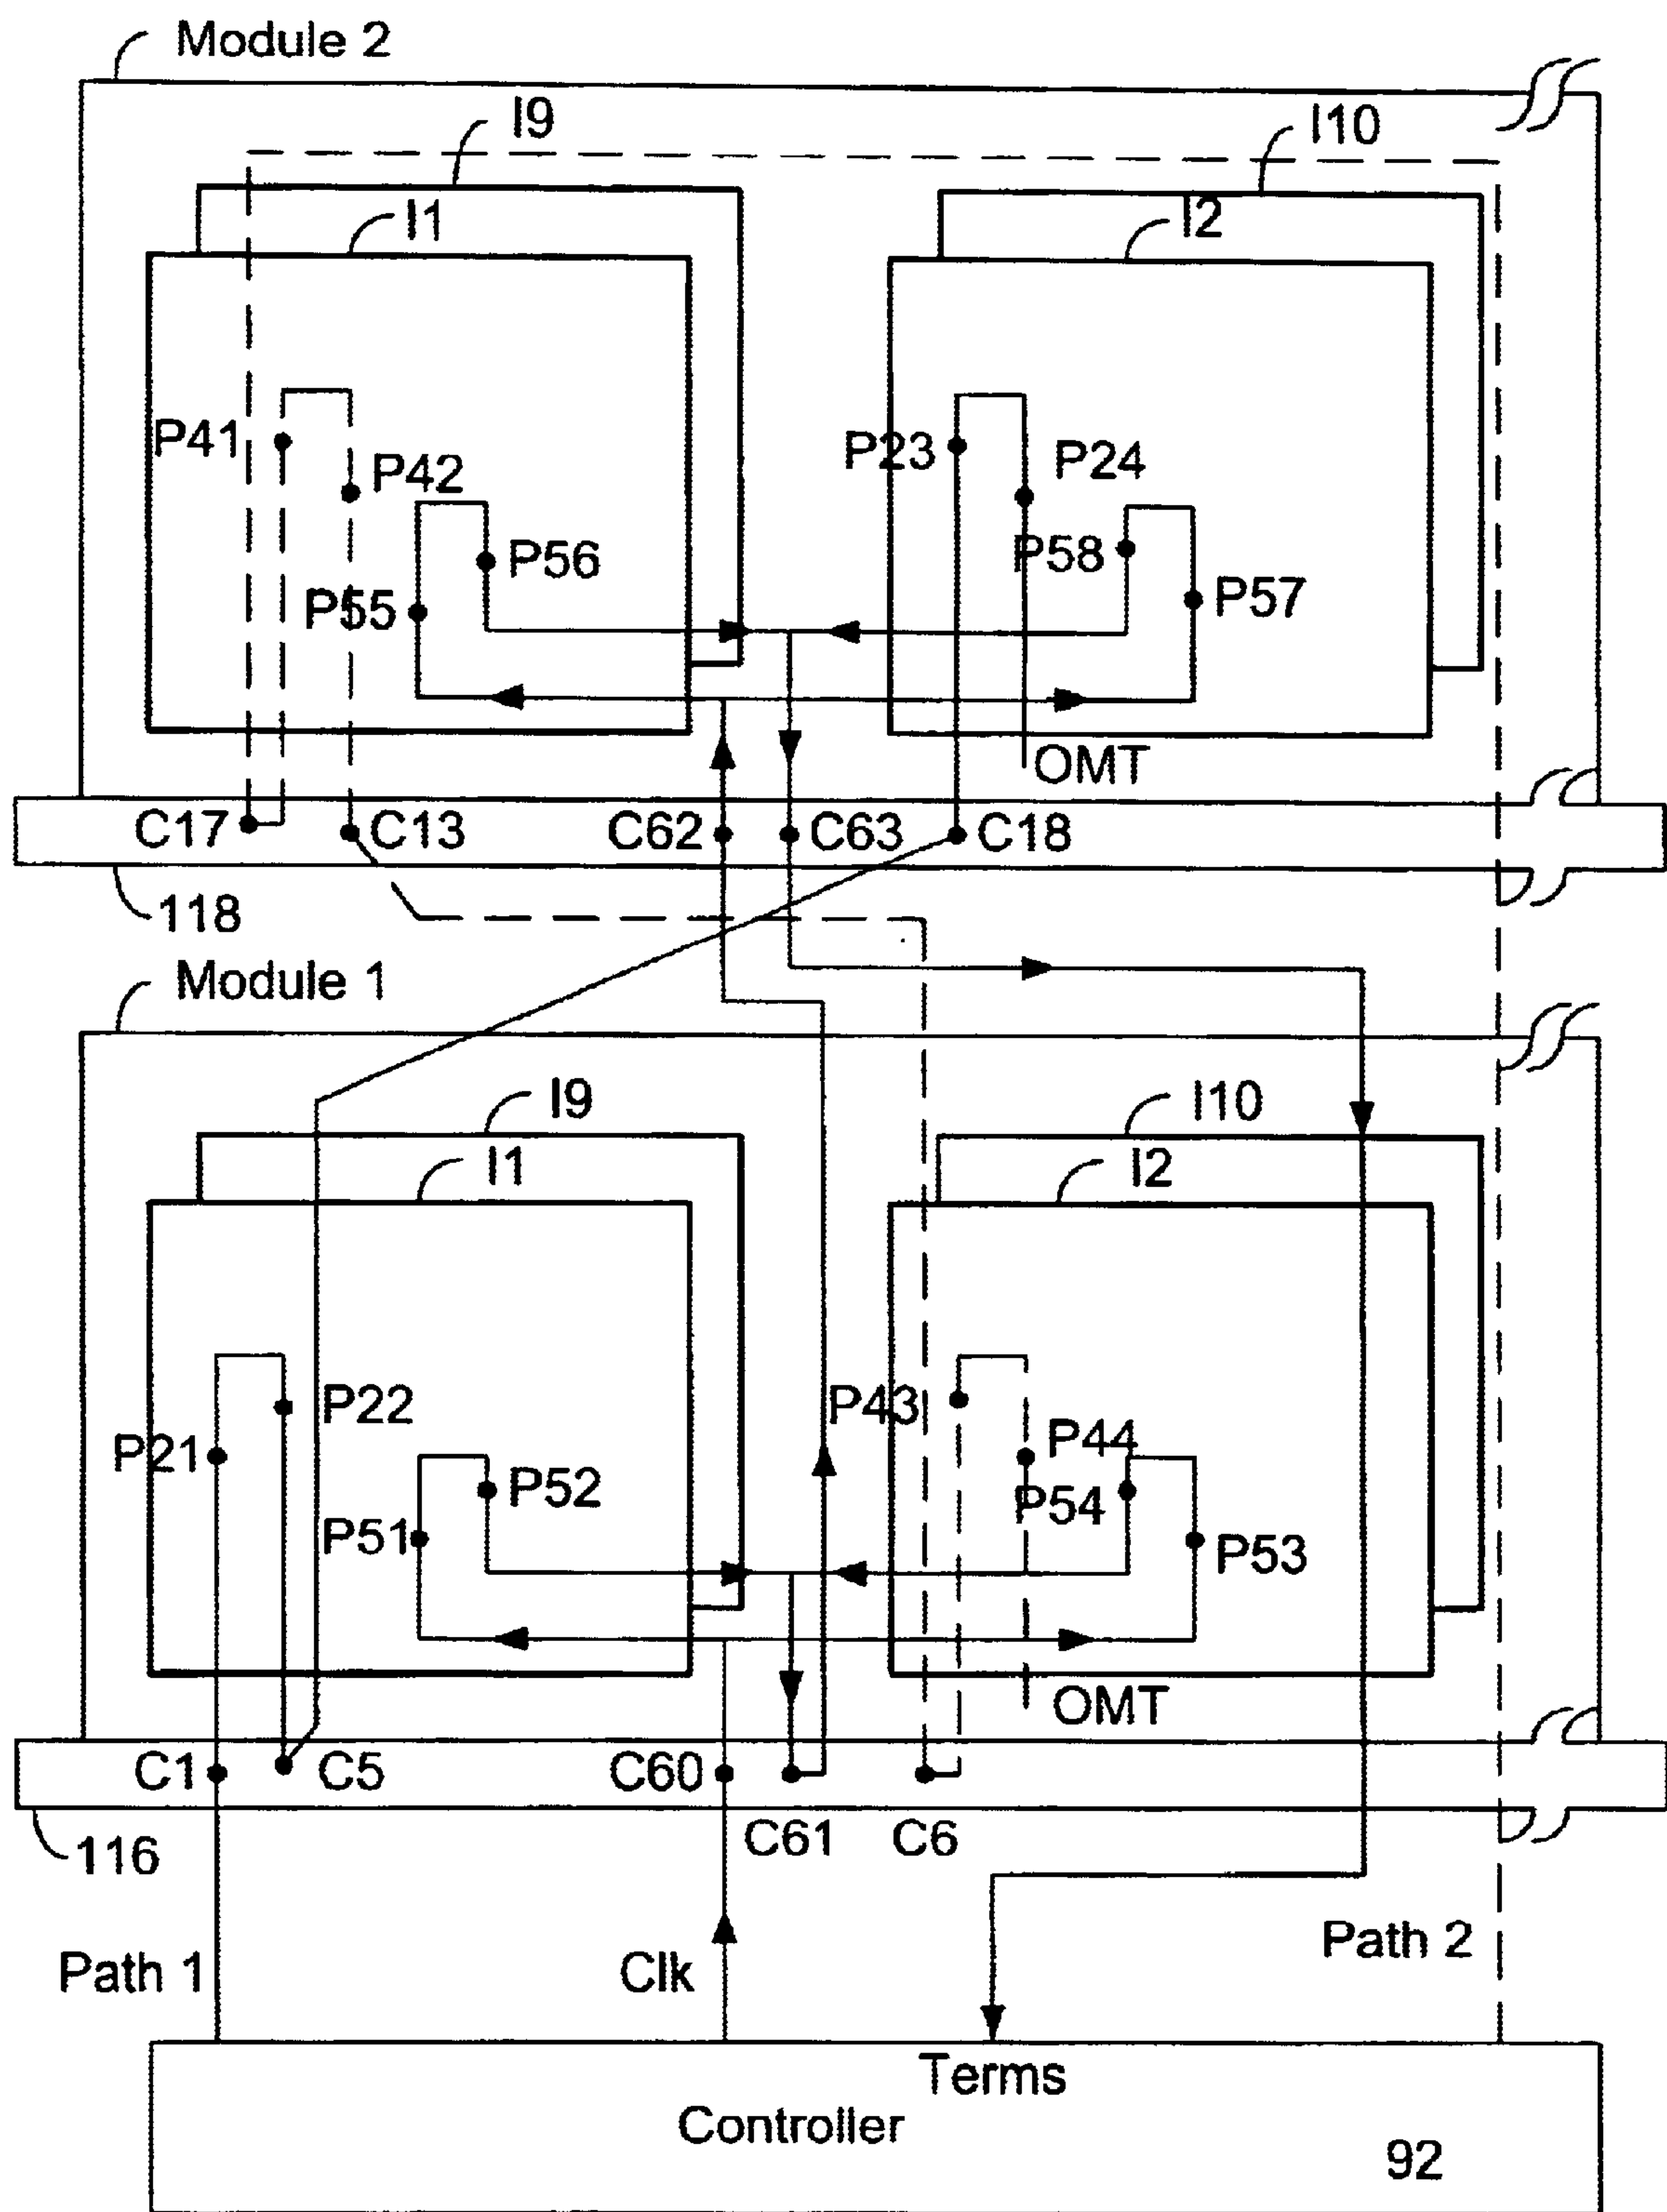 Module 2
I9
I10
I1
I2
P41
P23
P24
P42
P56
P58
P55
P57
OMT
C17
C13
C62
C63
C18
118
Module 1
I9
I10
I1
I2
P22
P43
P21
P44
P52
P54
P51
P53
OMT
C1
C5
C60
C61
C6
116
Path 2
Path 1
Clk
Terms
Controller
92